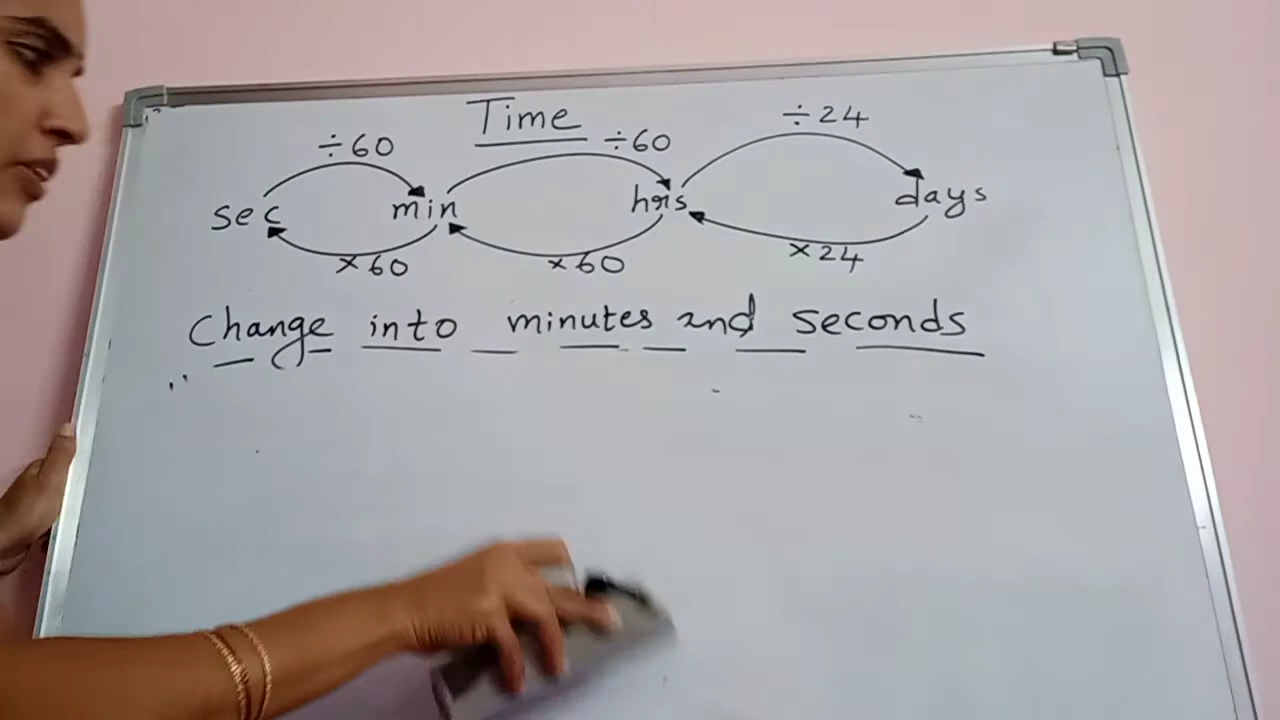 Time
÷60 ÷60 ÷24
sec min hrs days
×60 ×60 ×24
Change into minutes and seconds